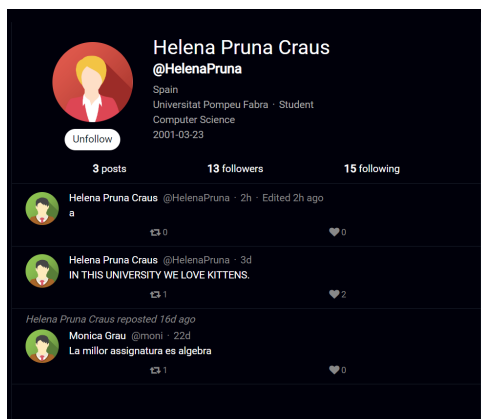 Helena Pruna Craus
@HelenaPruna
Spain
Universitat Pompeu Fabra · Student
Computer Science
2001-03-23
Unfollow
3 posts 13 followers 15 following
Helena Pruna Craus @HelenaPruna · 2h · Edited 2h ago
a
0 0
Helena Pruna Craus @HelenaPruna · 3d
IN THIS UNIVERSITY WE LOVE KITTENS.
1 2
Helena Pruna Craus reposted 16d ago
Monica Grau @moni · 22d
La millor assignatura es algebra
1 0